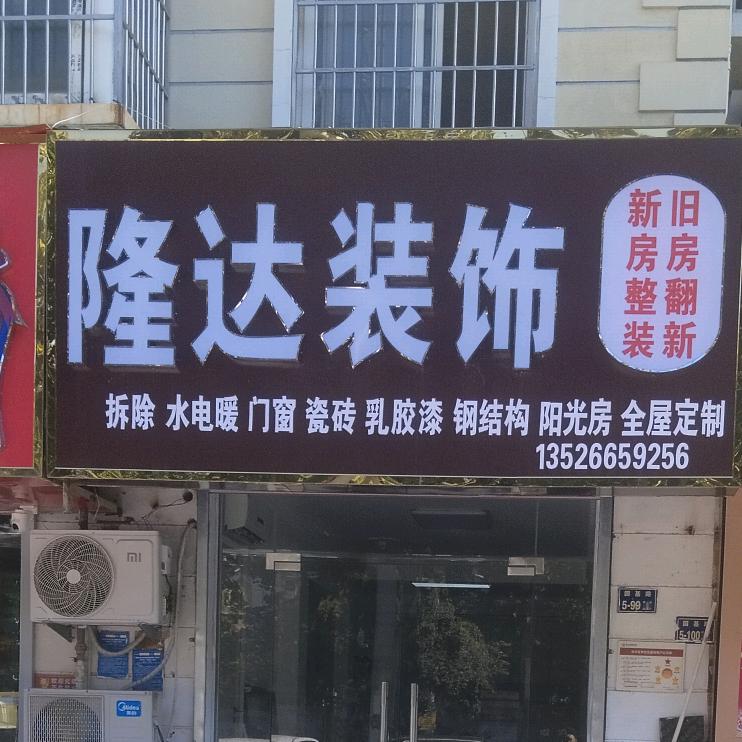 隆达装饰
旧房翻新
新房整装
拆除 水电暖 门窗 瓷砖 乳胶漆 钢结构 阳光房 全屋定制
13526659256
mi
Midea
5-99
5-100